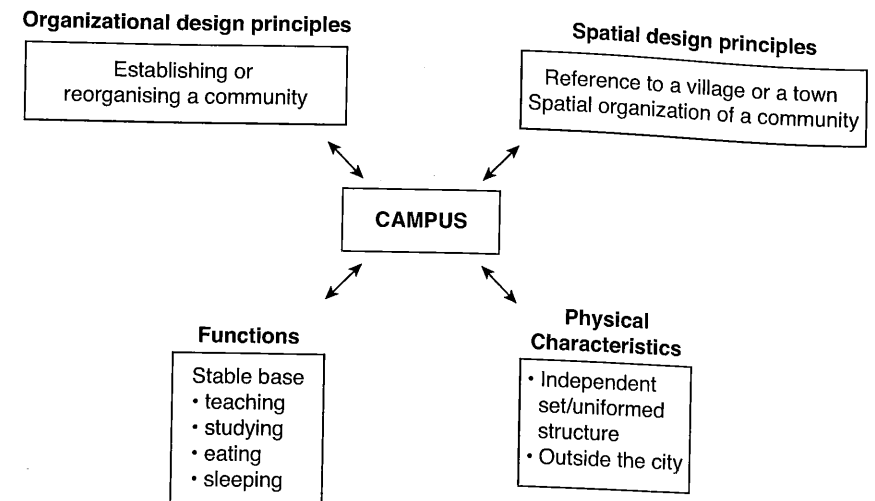 Organizational design principles
Establishing or
reorganising a community
Spatial design principles
Reference to a village or a town
Spatial organization of a community
CAMPUS
Functions
Stable base
• teaching
• studying
• eating
• sleeping
Physical
Characteristics
• Independent
set/uniformed
structure
• Outside the city